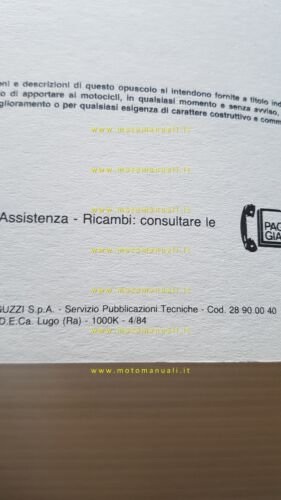 ni e descrizioni di questo opuscolo si intendono fornite a titolo ind
o di apportare ai motocicli, in qualsiasi momento e senza avviso,
glioramento o per qualsiasi esigenza di carattere costruttivo e comm
www.motomanuali.it
www.motomanuali.it
www.motomanuali.it
Assistenza - Ricambi: consultare le
PAG
GIA
www.motomanuali.it
GUZZI S.p.A. - Servizio Pubblicazioni Tecniche - Cod. 28 90 00 40
D.E.Ca. Lugo (Ra) - 1000K - 4/84
www.motomanuali.it